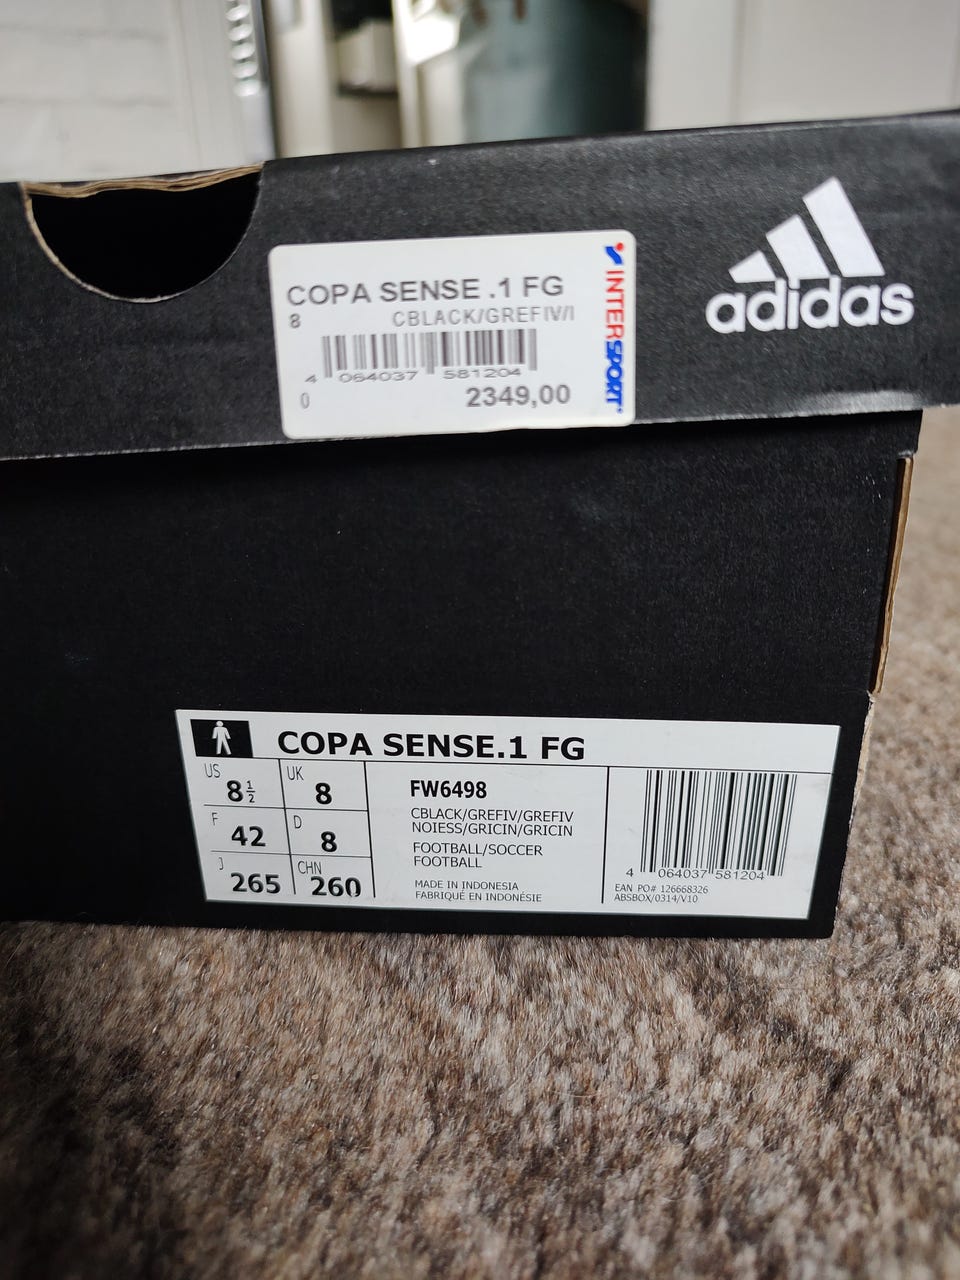 adidas
COPA SENSE .1 FG
8 CBLACK/GREFIV/I
4 064037 581204
0 2349,00
INTERSPORT
COPA SENSE.1 FG
US 8½ UK 8
F 42 D 8
J 265 CHN 260
FW6498
CBLACK/GREFIV/GREFIV
NOIESS/GRICIN/GRICIN
FOOTBALL/SOCCER
FOOTBALL
MADE IN INDONESIA
FABRIQUÉ EN INDONÉSIE
4 064037 581204
EAN PO# 126668326
ABSBOX/0314/V10